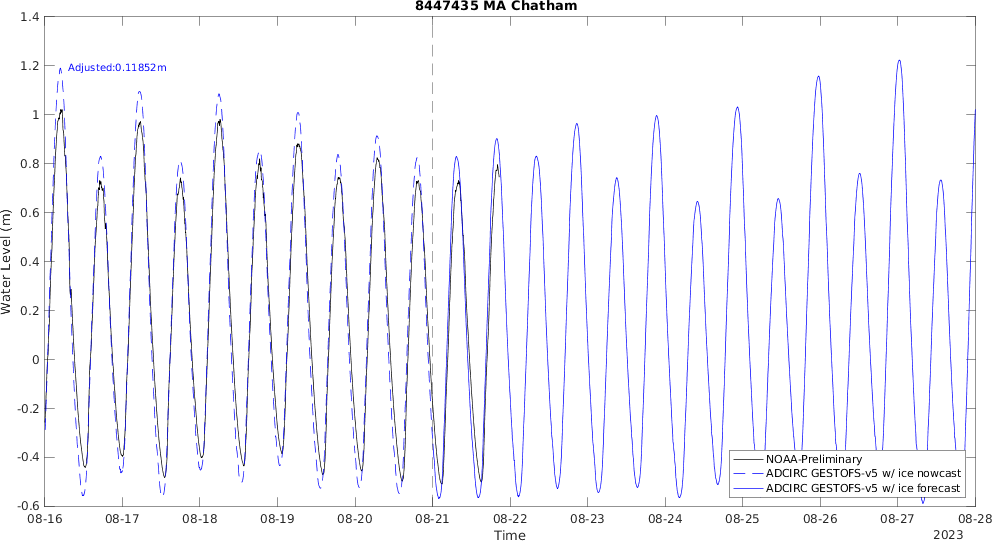 8447435 MA Chatham
1.4
1.2
1
0.8
0.6
0.4
0.2
0
-0.2
-0.4
-0.6
Water Level (m)
Adjusted:0.11852m
NOAA-Preliminary
ADCIRC GESTOFS-v5 w/ ice nowcast
ADCIRC GESTOFS-v5 w/ ice forecast
08-16 08-17 08-18 08-19 08-20 08-21 08-22 08-23 08-24 08-25 08-26 08-27 08-28
Time
2023